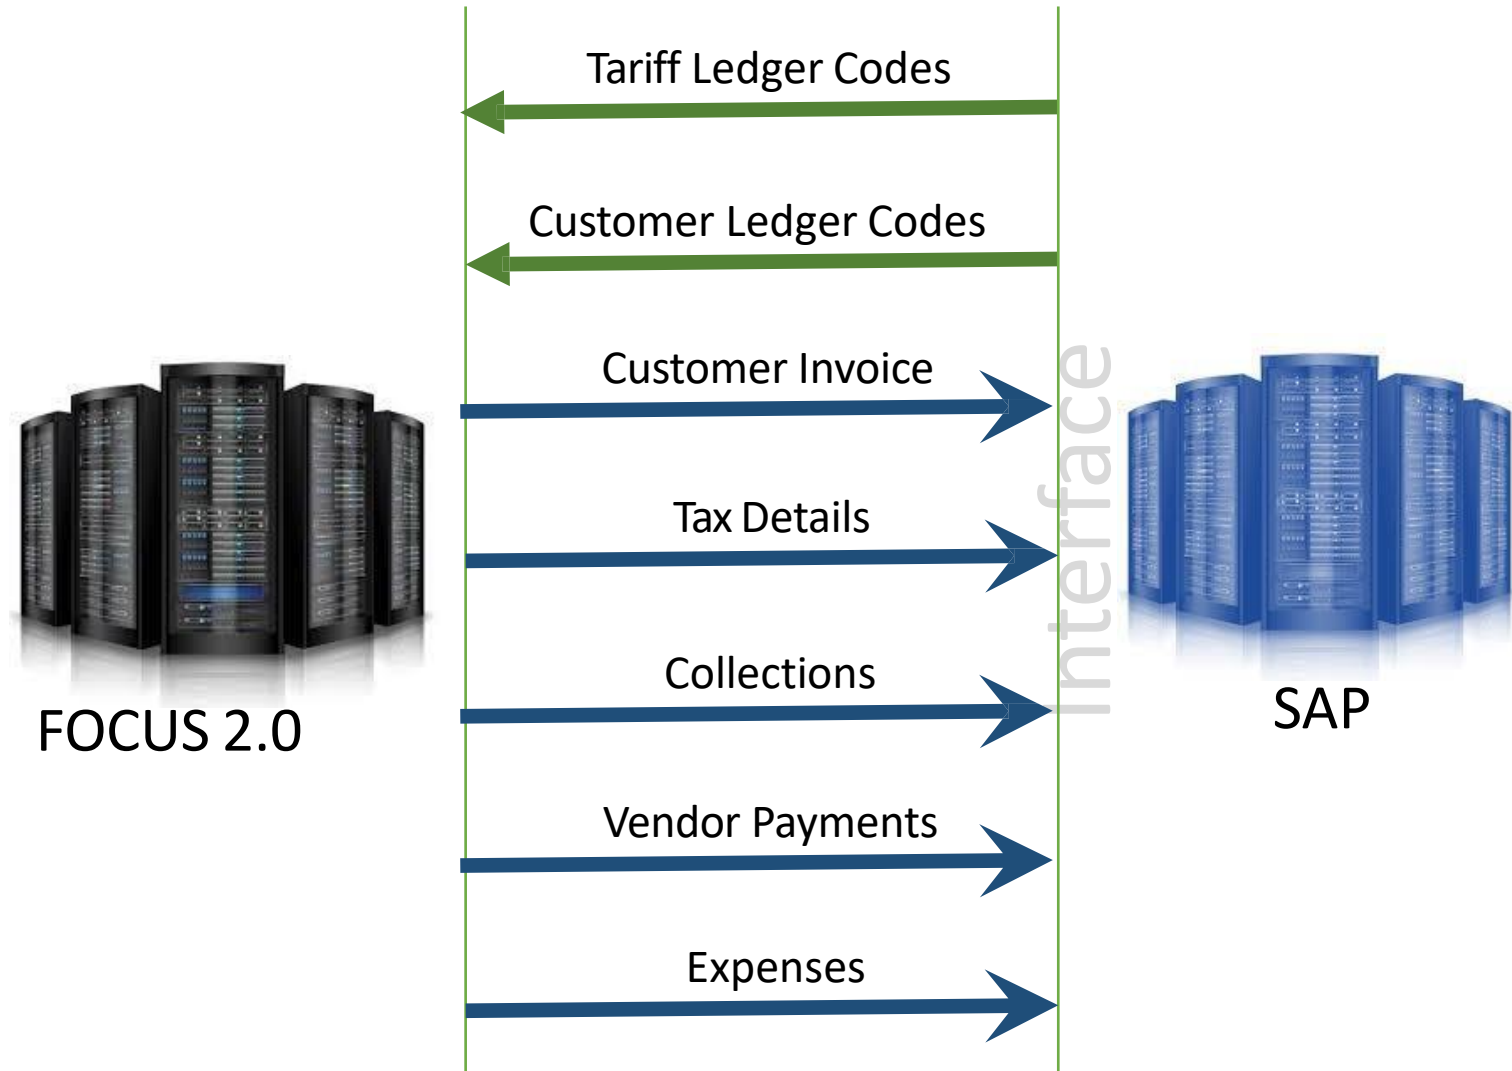 Tariff Ledger Codes
Customer Ledger Codes
Customer Invoice
Tax Details
Collections
Vendor Payments
Expenses
Interface
FOCUS 2.0
SAP